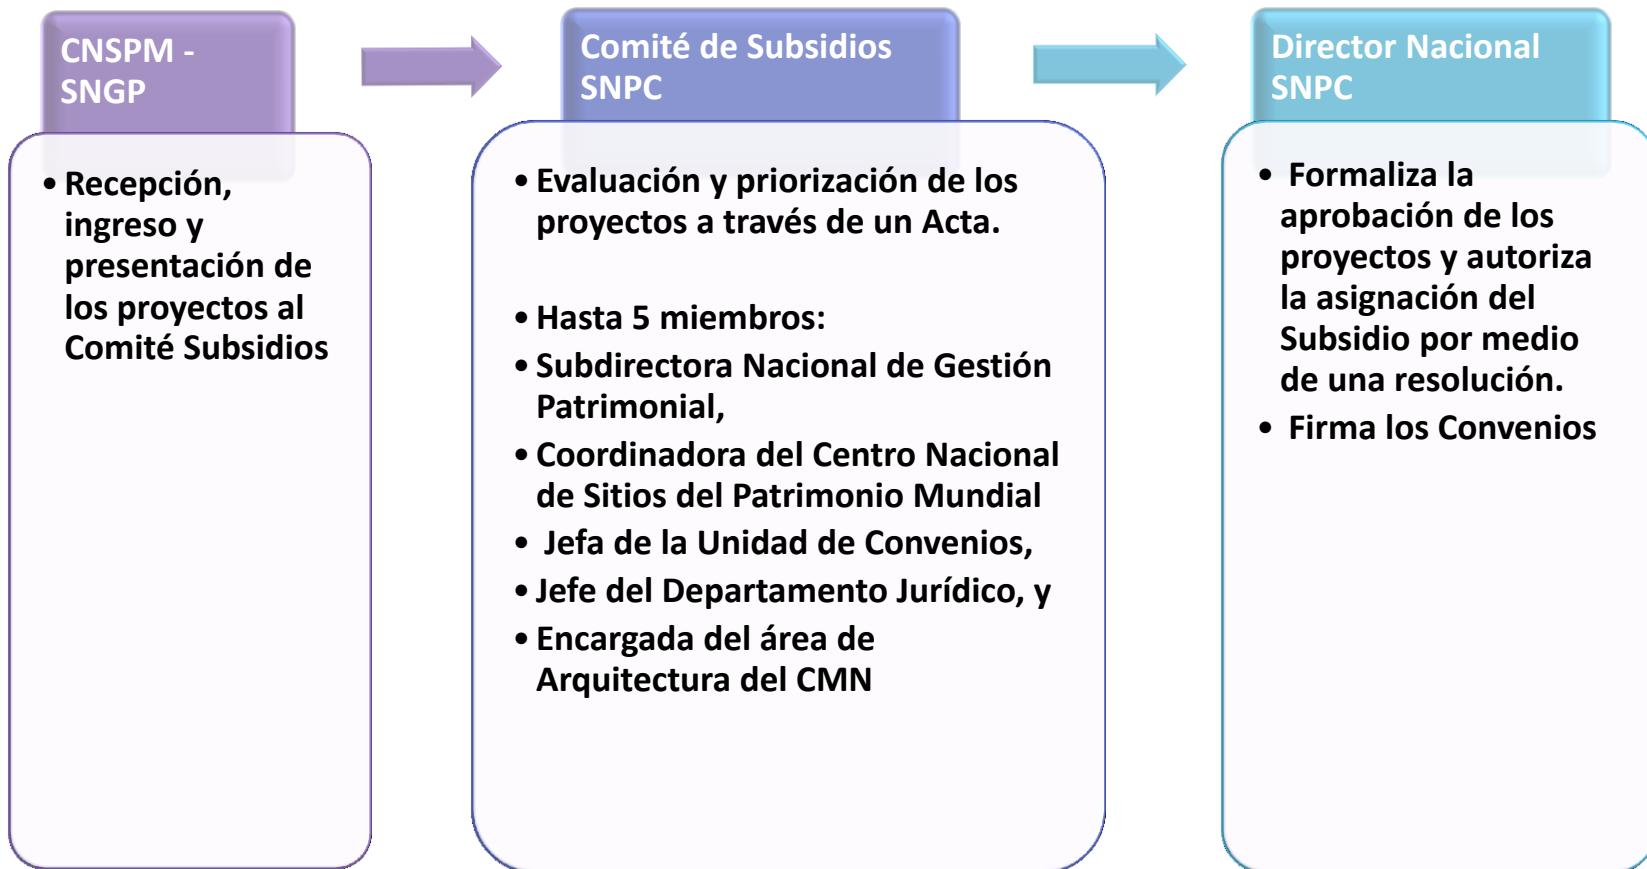 CNSPM -
SNGP
• Recepción,
ingreso y
presentación de
los proyectos al
Comité Subsidios
Comité de Subsidios
SNPC
• Evaluación y priorización de los
proyectos a través de un Acta.
• Hasta 5 miembros:
• Subdirectora Nacional de Gestión
Patrimonial,
• Coordinadora del Centro Nacional
de Sitios del Patrimonio Mundial
• Jefa de la Unidad de Convenios,
• Jefe del Departamento Jurídico, y
• Encargada del área de
Arquitectura del CMN
Director Nacional
SNPC
• Formaliza la
aprobación de los
proyectos y autoriza
la asignación del
Subsidio por medio
de una resolución.
• Firma los Convenios